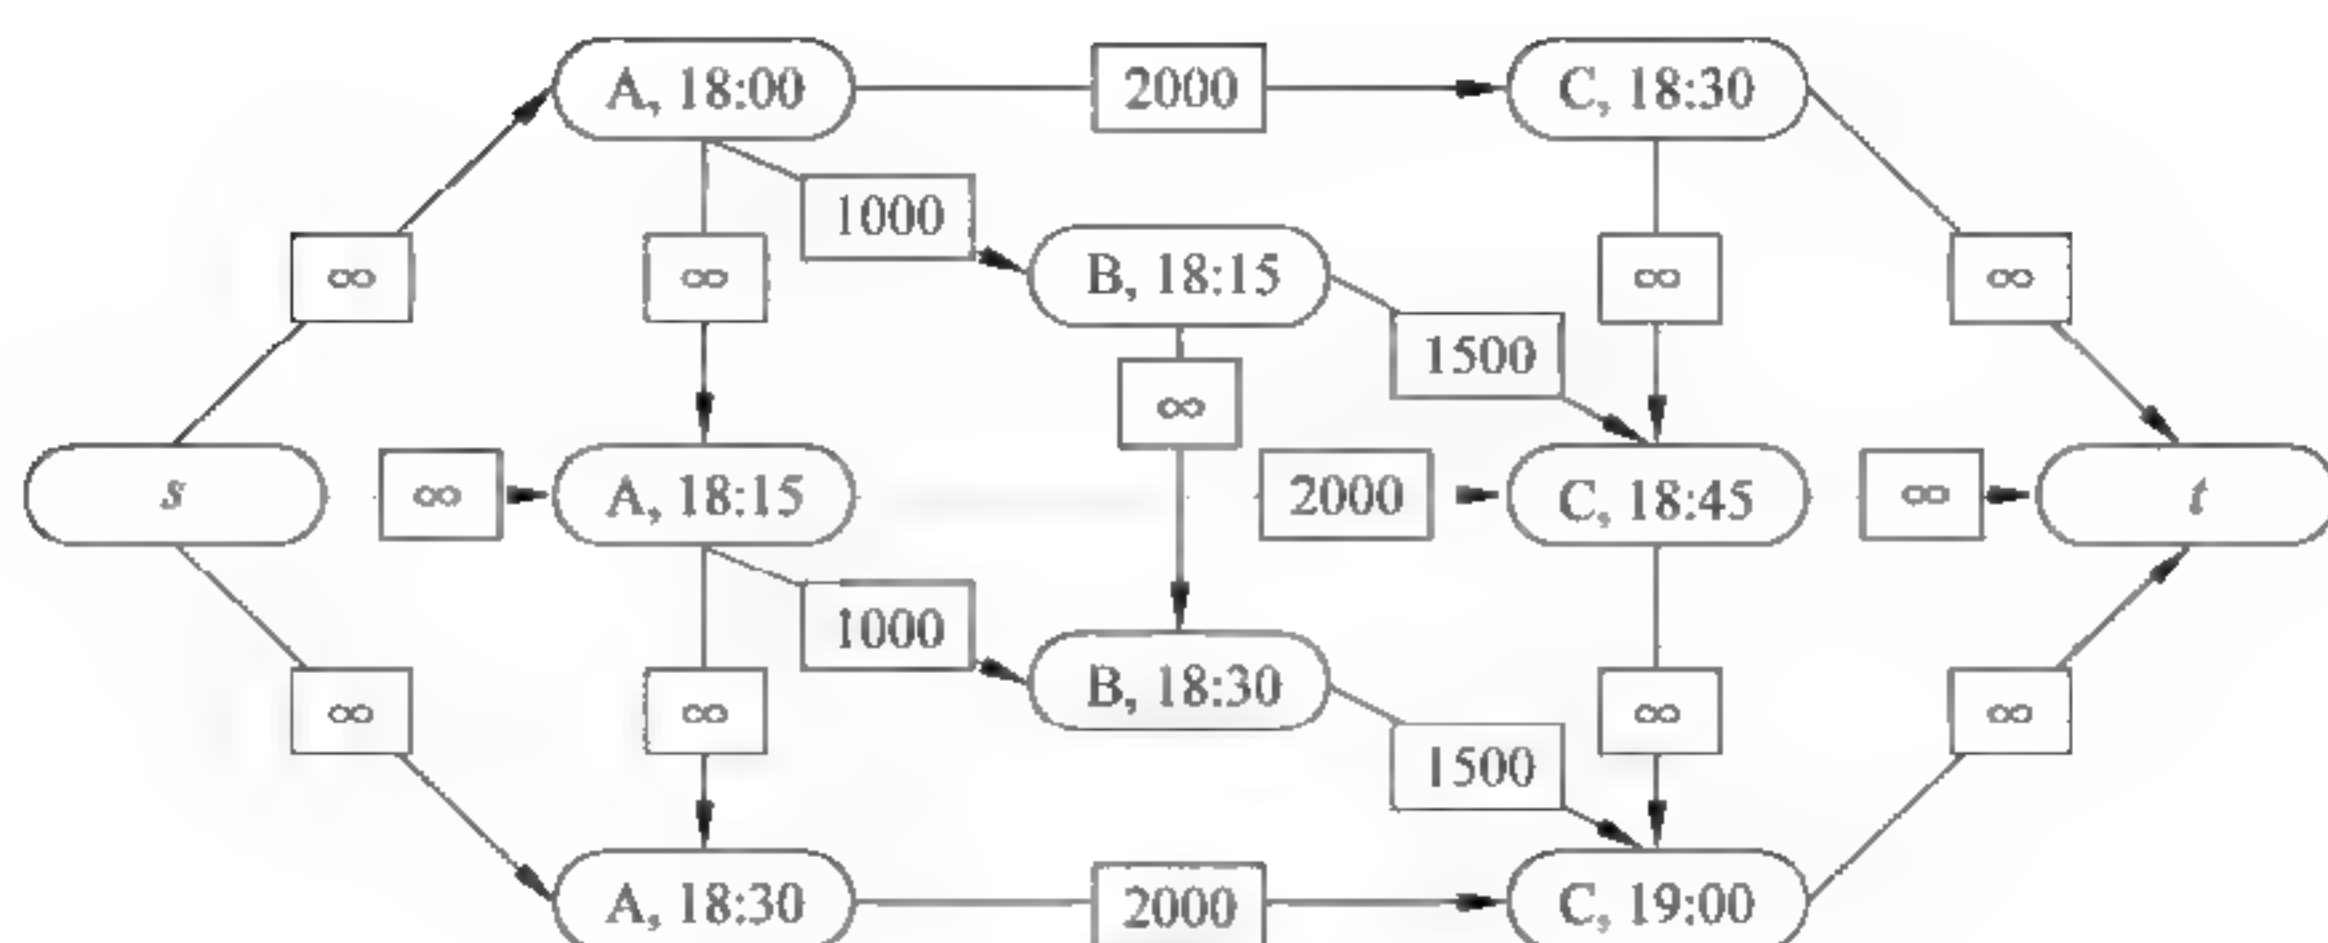 A, 18:00 2000 C, 18:30
1000
∞ ∞ B, 18:15 ∞ ∞
1500
∞
s ∞ A, 18:15 2000 C, 18:45 ∞ t
1000
B, 18:30
∞ ∞ ∞ ∞
1500
A, 18:30 2000 C, 19:00